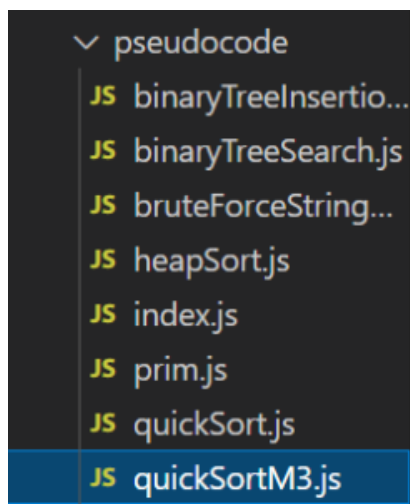 pseudocode
JS binaryTreeInsertio...
JS binaryTreeSearch.js
JS bruteForceString...
JS heapSort.js
JS index.js
JS prim.js
JS quickSort.js
JS quickSortM3.js